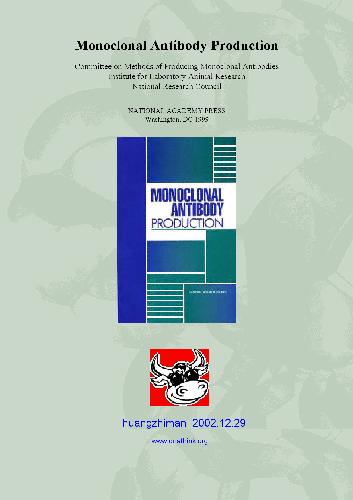 Monoclonal Antibody Production
Committee on Methods of Producing Monoclonal Antibodies
Institute for Laboratory Animal Research
National Research Council
NATIONAL ACADEMY PRESS
Washington, DC 1999
MONOCLONAL
ANTIBODY
PRODUCTION
huangzhiman 2002.12.29